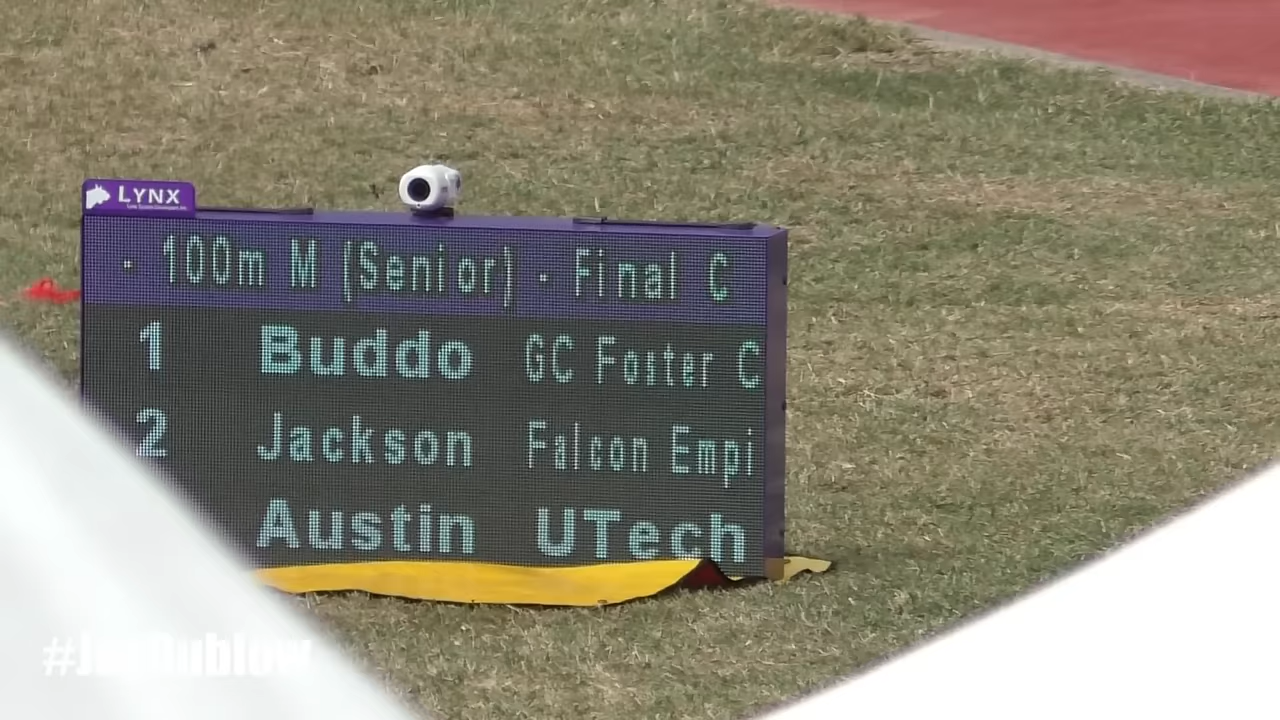 LYNX
· 100m M (Senior) - Final C
1 Buddo GC Foster C
2 Jackson Falcon Empi
Austin UTech